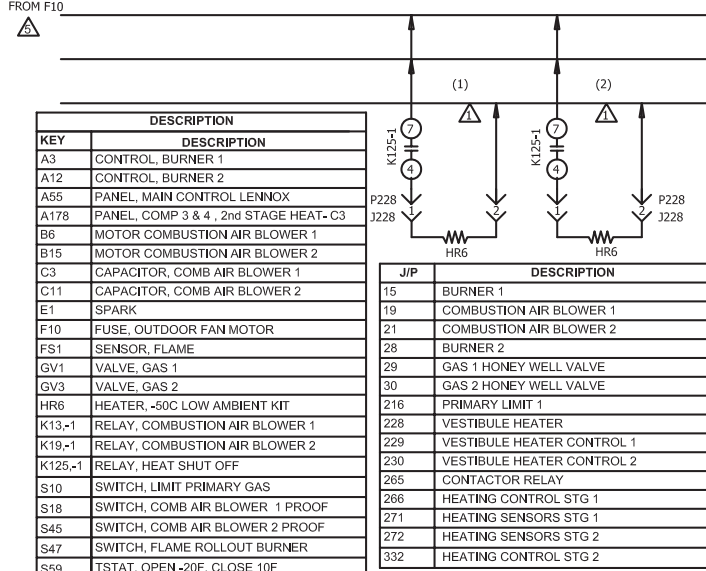 FROM F10
5
(1)
(2)
1
1
7
7
K125-1
K125-1
4
4
P228
J228
1
2
1
2
P228
J228
HR6
HR6
DESCRIPTION
KEY DESCRIPTION
A3 CONTROL, BURNER 1
A12 CONTROL, BURNER 2
A55 PANEL, MAIN CONTROL LENNOX
A178 PANEL, COMP 3 & 4 , 2nd STAGE HEAT- C3
B6 MOTOR COMBUSTION AIR BLOWER 1
B15 MOTOR COMBUSTION AIR BLOWER 2
C3 CAPACITOR, COMB AIR BLOWER 1
C11 CAPACITOR, COMB AIR BLOWER 2
E1 SPARK
F10 FUSE, OUTDOOR FAN MOTOR
FS1 SENSOR, FLAME
GV1 VALVE, GAS 1
GV3 VALVE, GAS 2
HR6 HEATER, -50C LOW AMBIENT KIT
K13,-1 RELAY, COMBUSTION AIR BLOWER 1
K19,-1 RELAY, COMBUSTION AIR BLOWER 2
K125,-1 RELAY, HEAT SHUT OFF
S10 SWITCH, LIMIT PRIMARY GAS
S18 SWITCH, COMB AIR BLOWER 1 PROOF
S45 SWITCH, COMB AIR BLOWER 2 PROOF
S47 SWITCH, FLAME ROLLOUT BURNER
S59 TSTAT, OPEN -20F, CLOSE 10F
J/P DESCRIPTION
15 BURNER 1
19 COMBUSTION AIR BLOWER 1
21 COMBUSTION AIR BLOWER 2
28 BURNER 2
29 GAS 1 HONEY WELL VALVE
30 GAS 2 HONEY WELL VALVE
216 PRIMARY LIMIT 1
228 VESTIBULE HEATER
229 VESTIBULE HEATER CONTROL 1
230 VESTIBULE HEATER CONTROL 2
265 CONTACTOR RELAY
266 HEATING CONTROL STG 1
271 HEATING SENSORS STG 1
272 HEATING SENSORS STG 2
332 HEATING CONTROL STG 2